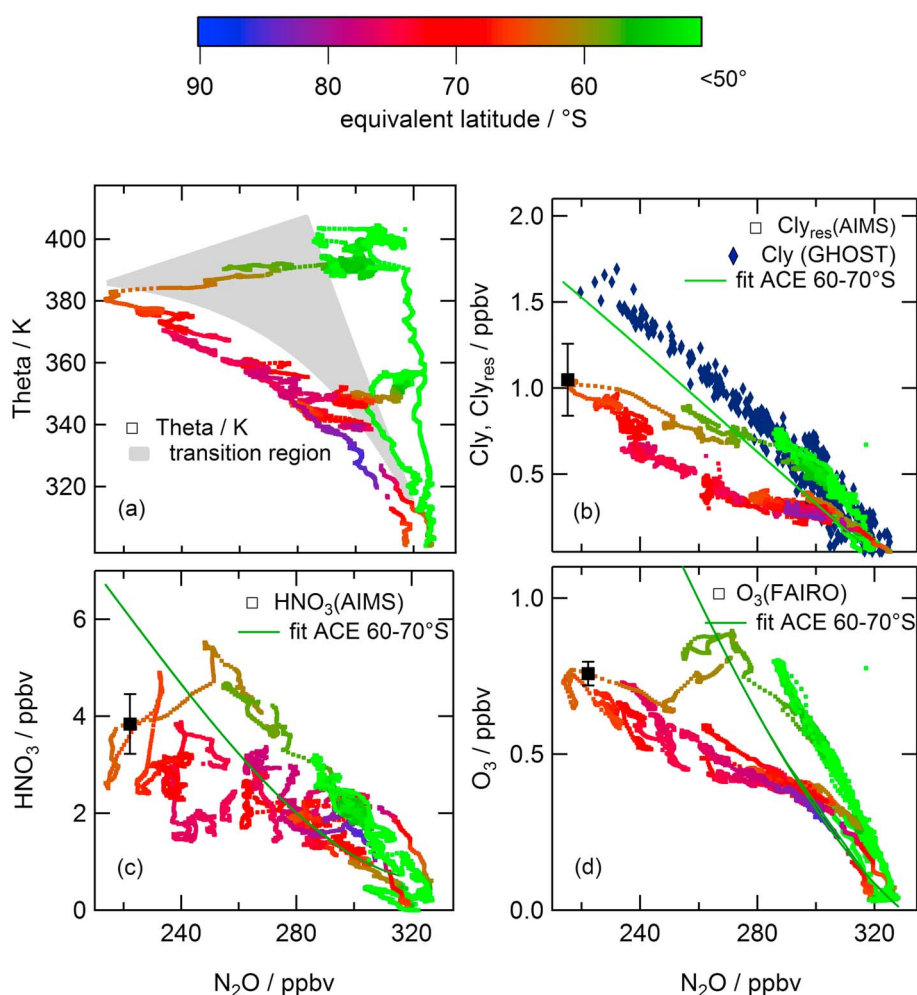 90 80 70 60 <50°
equivalent latitude / °S
400
380
360
340
320
Theta / K
Theta / K
transition region
(a)
2.0
1.5
1.0
0.5
Cly, Cly_res / ppbv
Cly_res(AIMS)
Cly (GHOST)
fit ACE 60-70°S
(b)
6
4
2
0
HNO₃ / ppbv
HNO₃(AIMS)
fit ACE 60-70°S
(c)
240 280 320
N₂O / ppbv
1.0
0.5
0.0
O₃ / ppbv
O₃(FAIRO)
fit ACE 60-70°S
(d)
240 280 320
N₂O / ppbv